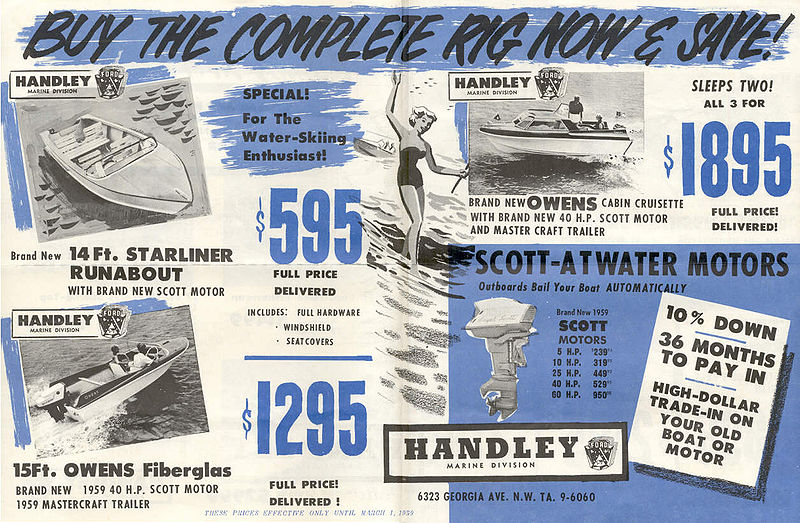 BUY THE COMPLETE RIG NOW & SAVE!
HANDLEY
MARINE DIVISION
FORD
SPECIAL!
For The
Water-Skiing
Enthusiast!
$595
FULL PRICE
DELIVERED
INCLUDES: FULL HARDWARE
· WINDSHIELD
· SEATCOVERS
Brand New 14 Ft. STARLINER
RUNABOUT
WITH BRAND NEW SCOTT MOTOR
HANDLEY
MARINE DIVISION
FORD
SLEEPS TWO!
ALL 3 FOR
$1895
FULL PRICE!
DELIVERED!
BRAND NEW OWENS CABIN CRUISETTE
WITH BRAND NEW 40 H.P. SCOTT MOTOR
AND MASTER CRAFT TRAILER
HANDLEY
MARINE DIVISION
FORD
$1295
FULL PRICE!
DELIVERED !
15Ft. OWENS Fiberglas
BRAND NEW 1959 40 H.P. SCOTT MOTOR
1959 MASTERCRAFT TRAILER
SCOTT-ATWATER MOTORS
Outboards Bail Your Boat AUTOMATICALLY
Brand New 1959
SCOTT
MOTORS
5 H.P. $239
10 H.P. 319
25 H.P. 449
40 H.P. 529
60 H.P. 950
10% DOWN
36 MONTHS
TO PAY IN
HIGH-DOLLAR
TRADE-IN ON
YOUR OLD
BOAT OR
MOTOR
HANDLEY
MARINE DIVISION
FORD
6323 GEORGIA AVE. N.W. TA. 9-6060
THESE PRICES EFFECTIVE ONLY UNTIL MARCH 1, 1959